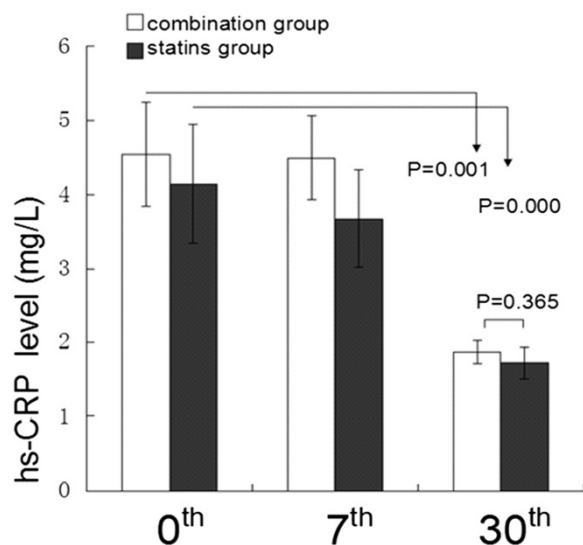 combination group
statins group
6
5
4
3
2
1
0
hs-CRP level (mg/L)
P=0.001
P=0.000
P=0.365
0th
7th
30th